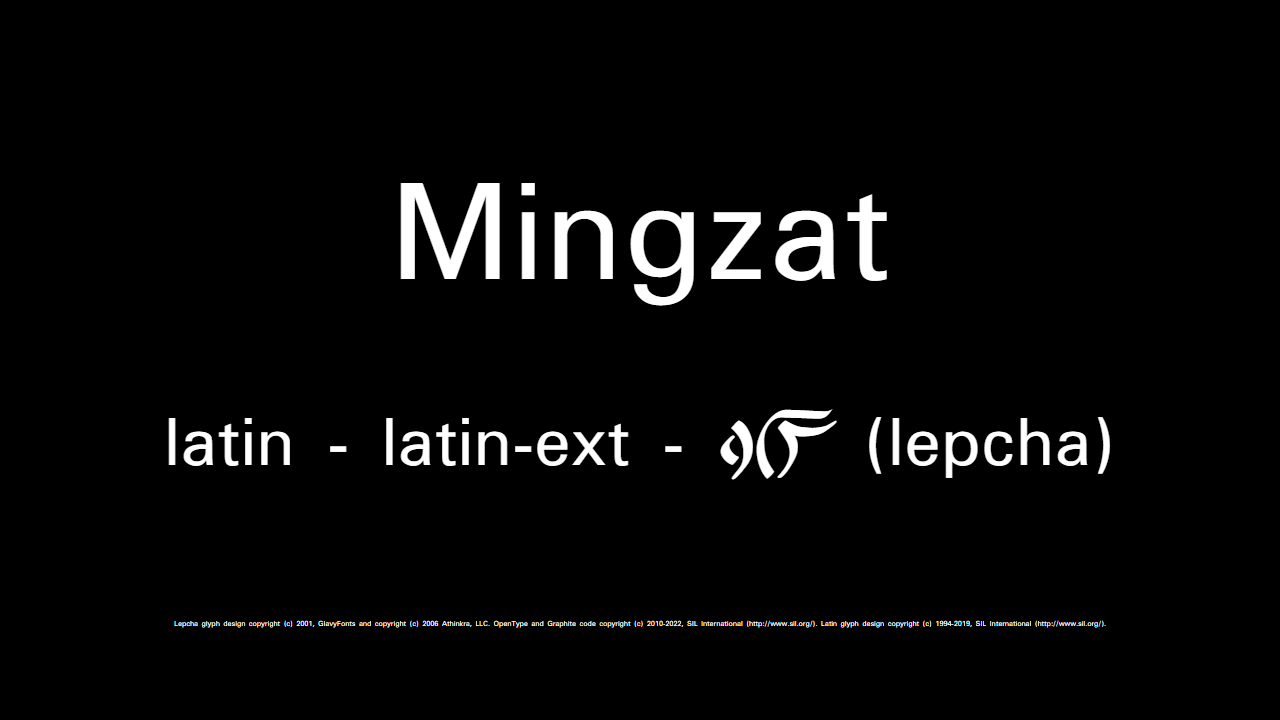 Mingzat
latin - latin-ext - (lepcha)
Lepcha glyph design copyright (c) 2001, GlavyFonts and copyright (c) 2006 Athinkra, LLC. OpenType and Graphite code copyright (c) 2010-2022, SIL International (http://www.sil.org/). Latin glyph design copyright (c) 1994-2019, SIL International (http://www.sil.org/).